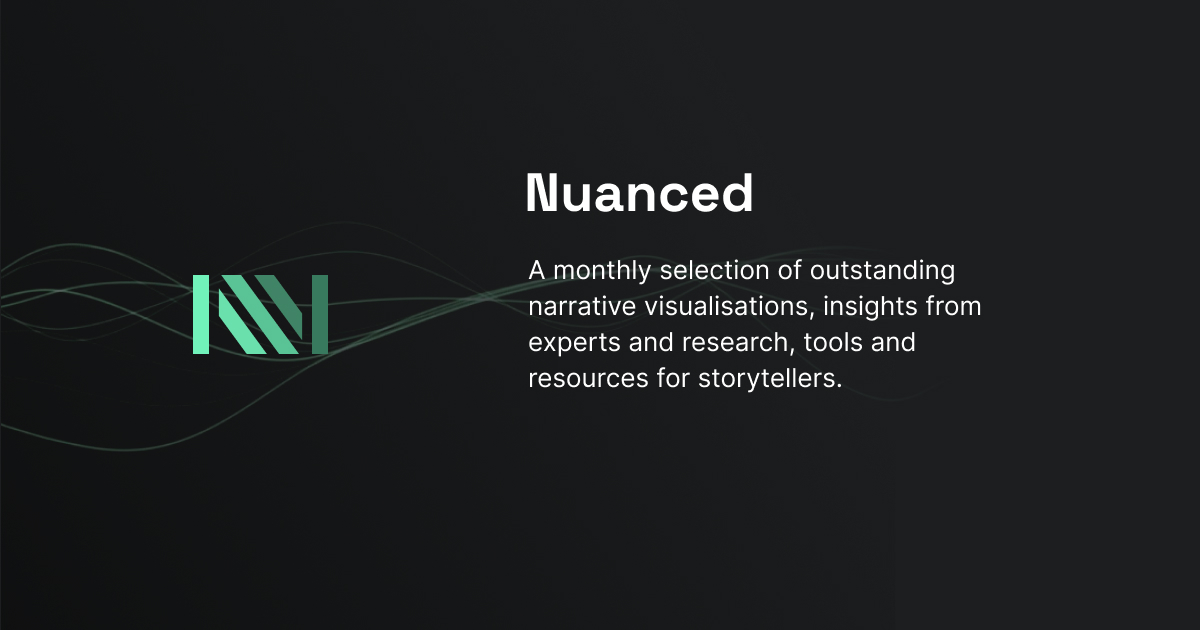 Nuanced
A monthly selection of outstanding
narrative visualisations, insights from
experts and research, tools and
resources for storytellers.